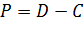 P = D − C